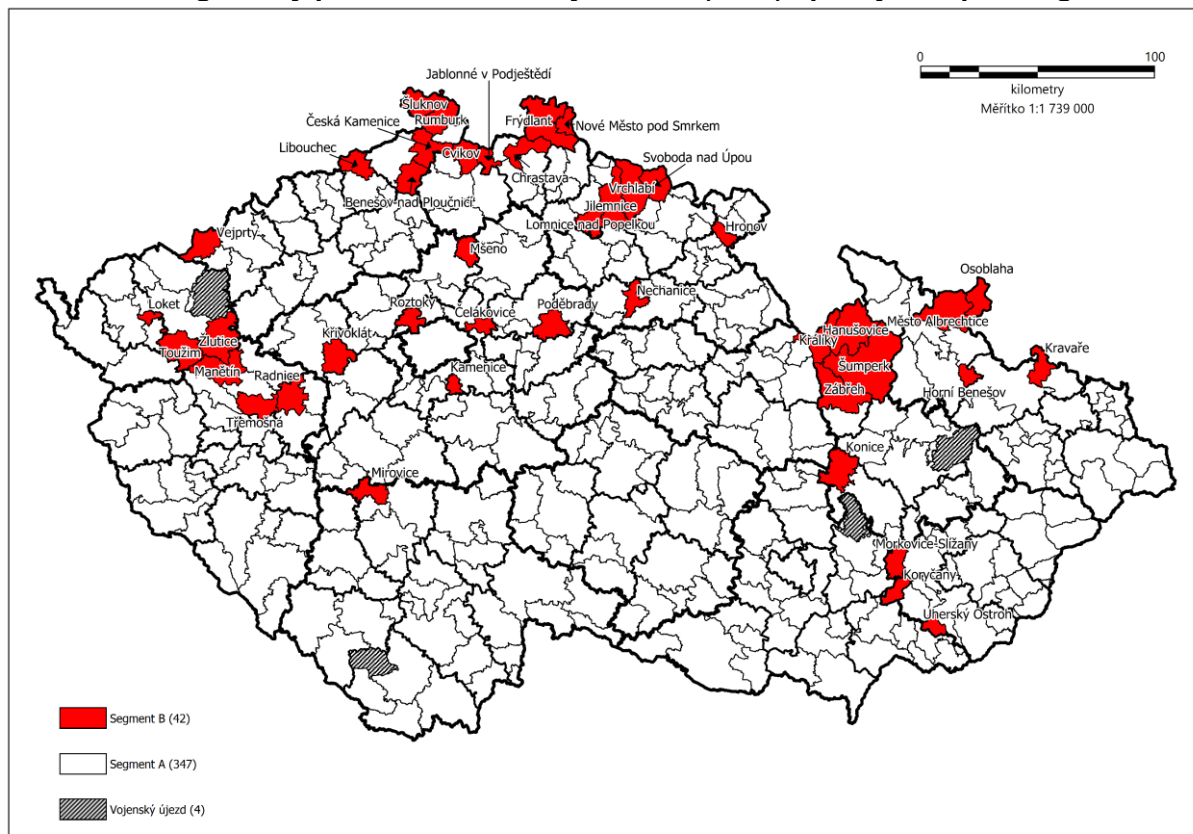 0 100
kilometry
Měřítko 1:1 739 000
Jablonné v Podještědí
Šluknov
Rumburk
Česká Kamenice
Frýdlant
Nové Město pod Smrkem
Libouchec
Cvikov
Svoboda nad Úpou
Chrastava
Vrchlabí
Benešov nad Ploučnicí
Jilemnice
Lomnice nad Popelkou
Vejprty
Hronov
Mšeno
Osoblaha
Nechanice
Loket
Roztoky
Čelákovice
Poděbrady
Město Albrechtice
Hanušovice
Králíky
Křivoklát
Žlutice
Toužim
Kravaře
Manětín
Radnice
Kamenice
Šumperk
Zábřeh
Horní Benešov
Třemošná
Konice
Mirovice
Morkovice-Slížany
Koryčany
Uherský Ostroh
Segment B (42)
Segment A (347)
Vojenský újezd (4)